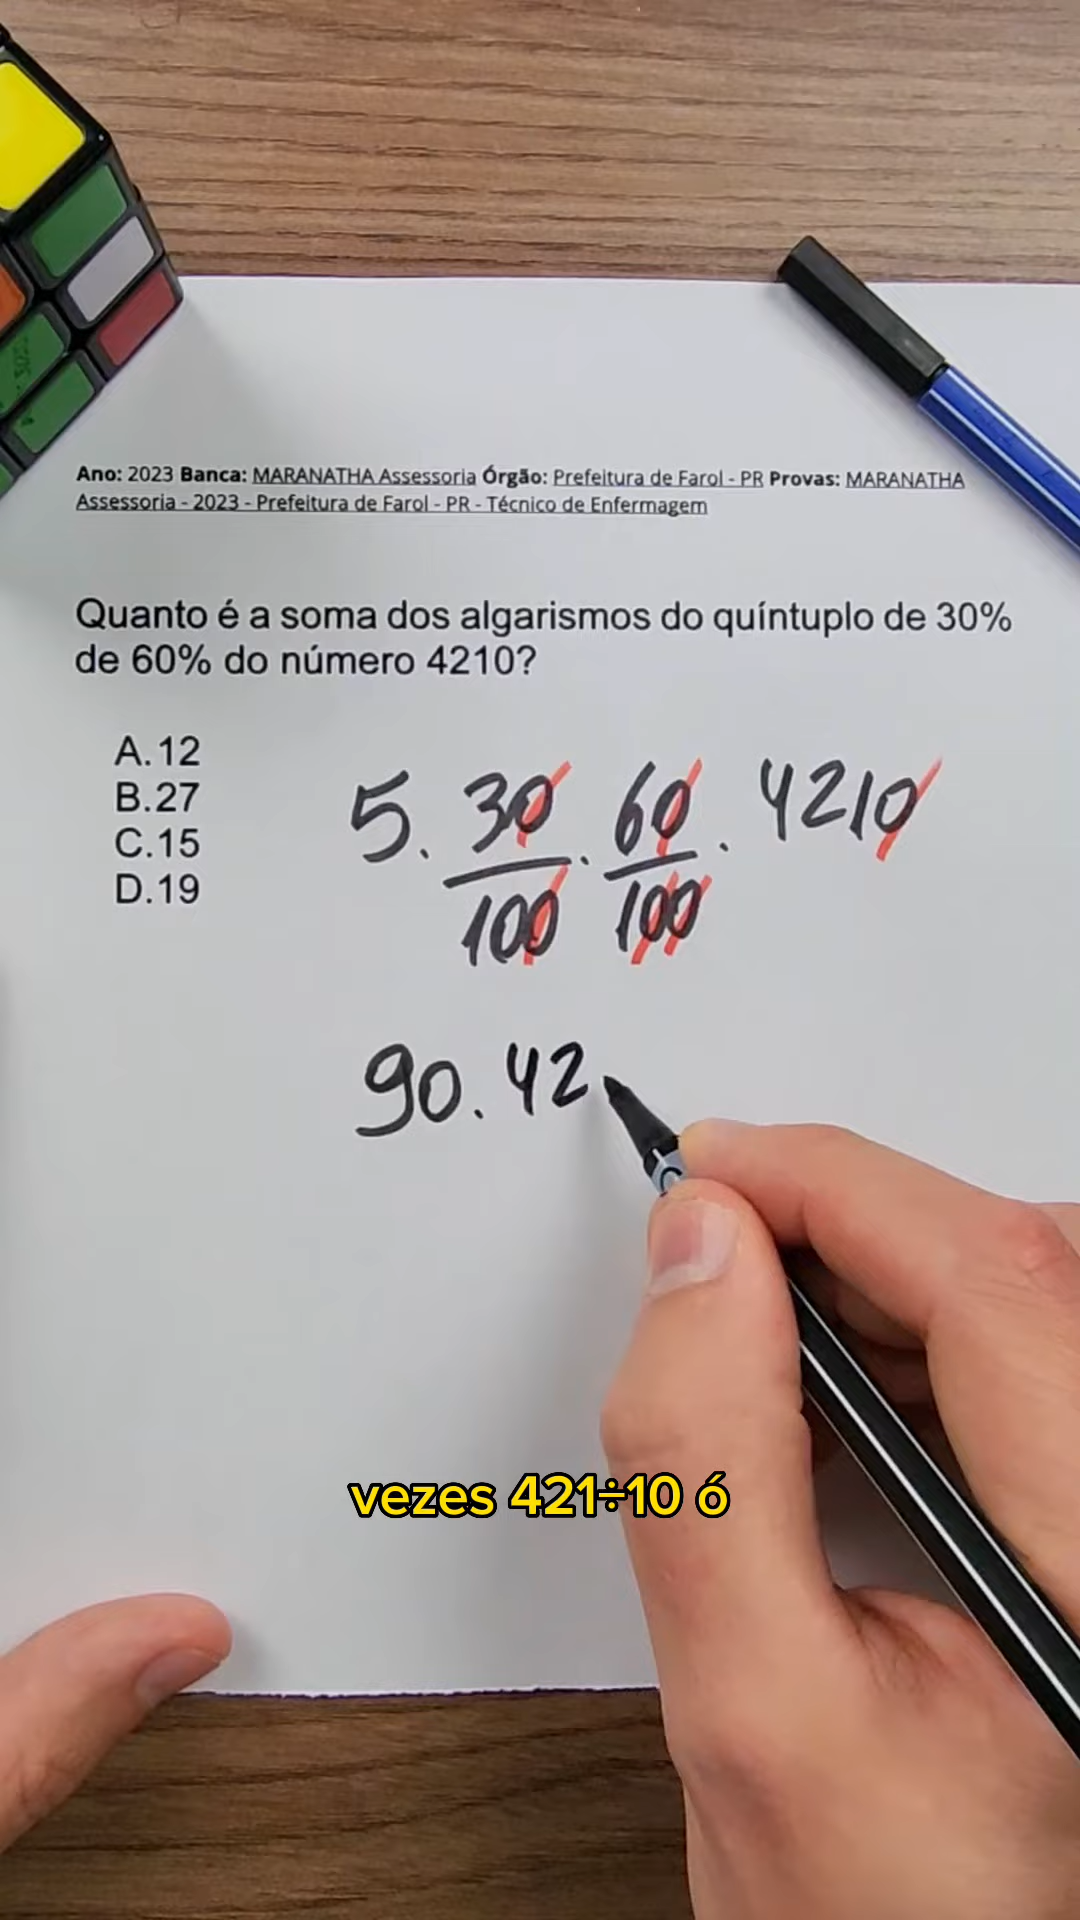 Ano: 2023 Banca: MARANATHA Assessoria Órgão: Prefeitura de Farol - PR Provas: MARANATHA
Assessoria - 2023 - Prefeitura de Farol - PR - Técnico de Enfermagem
Quanto é a soma dos algarismos do quíntuplo de 30%
de 60% do número 4210?
A.12
B.27
C.15
D.19
5. 30/100 . 60/100 . 4210
90. 42
vezes 421÷10 ó